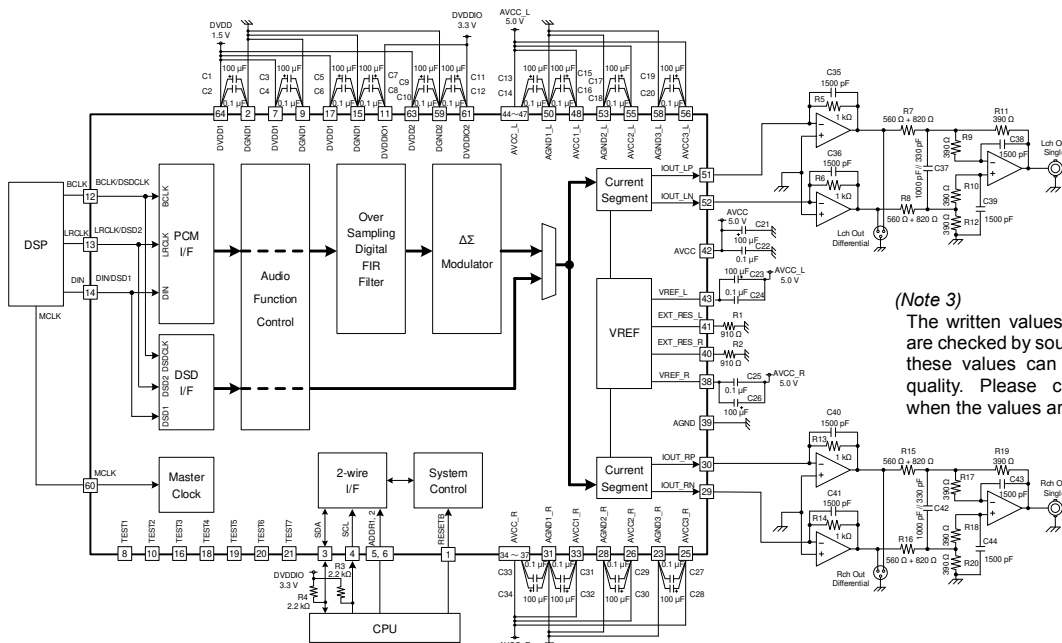 DVDD
1.5 V
DVDDIO
3.3 V
AVCC_L
5.0 V
100 µF 100 µF 100 µF 100 µF 100 µF 100 µF 100 µF 100 µF 100 µF 100 µF
C1 C3 C5 C7 C9 C11 C13 C15 C17 C19
C2 C4 C6 C8 C10 C12 C14 C16 C18 C20
0.1 µF 0.1 µF 0.1 µF 0.1 µF 0.1 µF 0.1 µF 0.1 µF 0.1 µF 0.1 µF 0.1 µF
64 2 7 9 17 15 11 63 59 61 44~47 50 48 53 55 58 56
DVDD1 DGND1 DVDD1 DGND1 DVDD1 DGND1 DVDDIO1 DVDD2 DGND2 DVDDIO2 AVCC_L AGND1_L AVCC1_L AGND2_L AVCC2_L AGND3_L AVCC3_L
DSP
BCLK
12
BCLK/DSDCLK
BCLK
LRCLK
13
LRCLK/DSD2
LRCLK
DIN
14
DIN/DSD1
DIN
MCLK
PCM
I/F
DSDCLK
DSD2
DSD1
DSD
I/F
Audio
Function
Control
Over
Sampling
Digital
FIR
Filter
ΔΣ
Modulator
Current
Segment
IOUT_LP
51
IOUT_LN
52
AVCC
42
AVCC
5.0 V
C21
100 µF
C22
0.1 µF
VREF
VREF_L
43
100 µF
C23
0.1 µF
C24
AVCC_L
5.0 V
EXT_RES_L
41
R1
910 Ω
EXT_RES_R
40
R2
910 Ω
VREF_R
38
C25
0.1 µF
C26
100 µF
AVCC_R
5.0 V
AGND
39
Current
Segment
IOUT_RP
30
IOUT_RN
29
C35
1500 pF
R5
1 kΩ
C36
1500 pF
R6
1 kΩ
R7
560 Ω + 820 Ω
R8
560 Ω + 820 Ω
1000 pF // 330 pF
C37
R9
390 Ω
R10
390 Ω
R12
390 Ω
R11
390 Ω
C38
1500 pF
C39
1500 pF
Lch Out
Differential
Lch Ou
Single
(Note 3)
The written values
are checked by sou
these values can
quality. Please c
when the values ar
C40
1500 pF
R13
1 kΩ
C41
1500 pF
R14
1 kΩ
R15
560 Ω + 820 Ω
R16
560 Ω + 820 Ω
1000 pF // 330 pF
C42
R17
390 Ω
R18
390 Ω
R20
390 Ω
R19
390 Ω
C43
1500 pF
C44
1500 pF
Rch Out
Differential
Rch Ou
Single
60
MCLK
Master
Clock
2-wire
I/F
System
Control
TEST1 TEST2 TEST3 TEST4 TEST5 TEST6 TEST7 SDA SCL ADDR1, 2 RESETB AVCC_R AGND1_R AVCC1_R AGND2_R AVCC2_R AGND3_R AVCC3_R
8 10 16 18 19 20 21 3 4 5, 6 1 34 ~ 37 31 33 28 26 23 25
DVDDIO
3.3 V
R3
2.2 kΩ
R4
2.2 kΩ
CPU
0.1 µF 0.1 µF 0.1 µF 0.1 µF
C33 C31 C29 C27
C34 C32 C30 C28
100 µF 100 µF 100 µF 100 µF